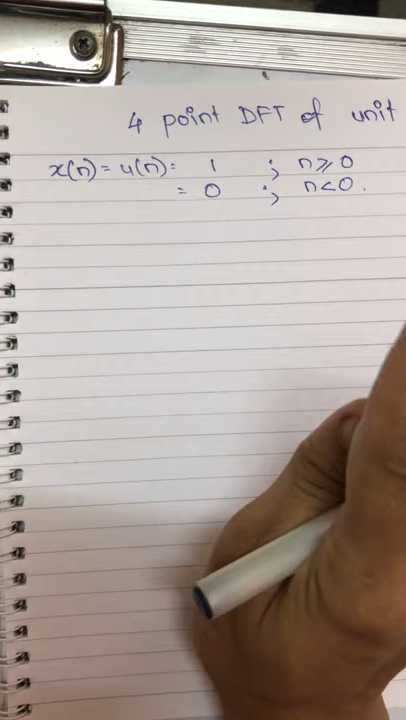 4 point DFT of unit
x(n) = u(n) = 1 ; n ≥ 0
= 0 ; n < 0.